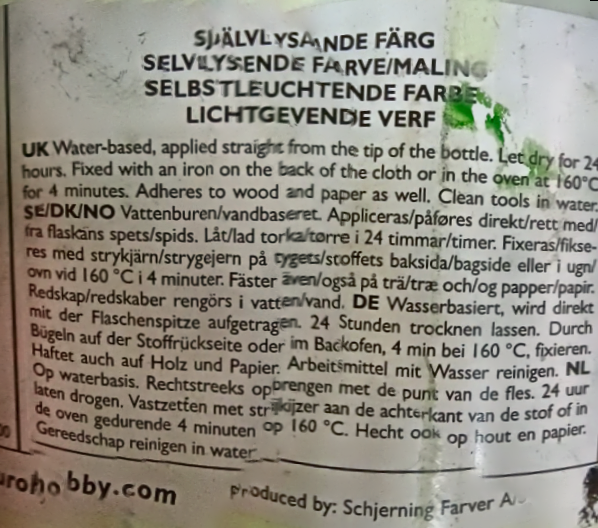 SJÄLVLYSANDE FÄRG
SELVLYSENDE FARVE/MALING
SELBSTLEUCHTENDE FARBE
LICHTGEVENDE VERF
UK Water-based, applied straight from the tip of the bottle. Let dry for 24
hours. Fixed with an iron on the back of the cloth or in the oven at 160°C
for 4 minutes. Adheres to wood and paper as well. Clean tools in water.
SE/DK/NO Vattenburen/vandbaseret. Appliceras/påføres direkt/rett med/
fra flaskans spets/spids. Låt/lad torka/tørre i 24 timmar/timer. Fixeras/fikse-
res med strykjärn/strygejern på tygets/stoffets baksida/bagside eller i ugn/
ovn vid 160 °C i 4 minuter. Fäster även/også på trä/træ och/og papper/papir.
Redskap/redskaber rengörs i vatten/vand. DE Wasserbasiert, wird direkt
mit der Flaschenspitze aufgetragen. 24 Stunden trocknen lassen. Durch
Bügeln auf der Stoffrückseite oder im Backofen, 4 min bei 160 °C, fixieren.
Haftet auch auf Holz und Papier. Arbeitsmittel mit Wasser reinigen. NL
Op waterbasis. Rechtstreeks opbrengen met de punt van de fles. 24 uur
laten drogen. Vastzetten met strijkijzer aan de achterkant van de stof of in
de oven gedurende 4 minuten op 160 °C. Hecht ook op hout en papier.
Gereedschap reinigen in water
urohobby.com
Produced by: Schjerning Farver A